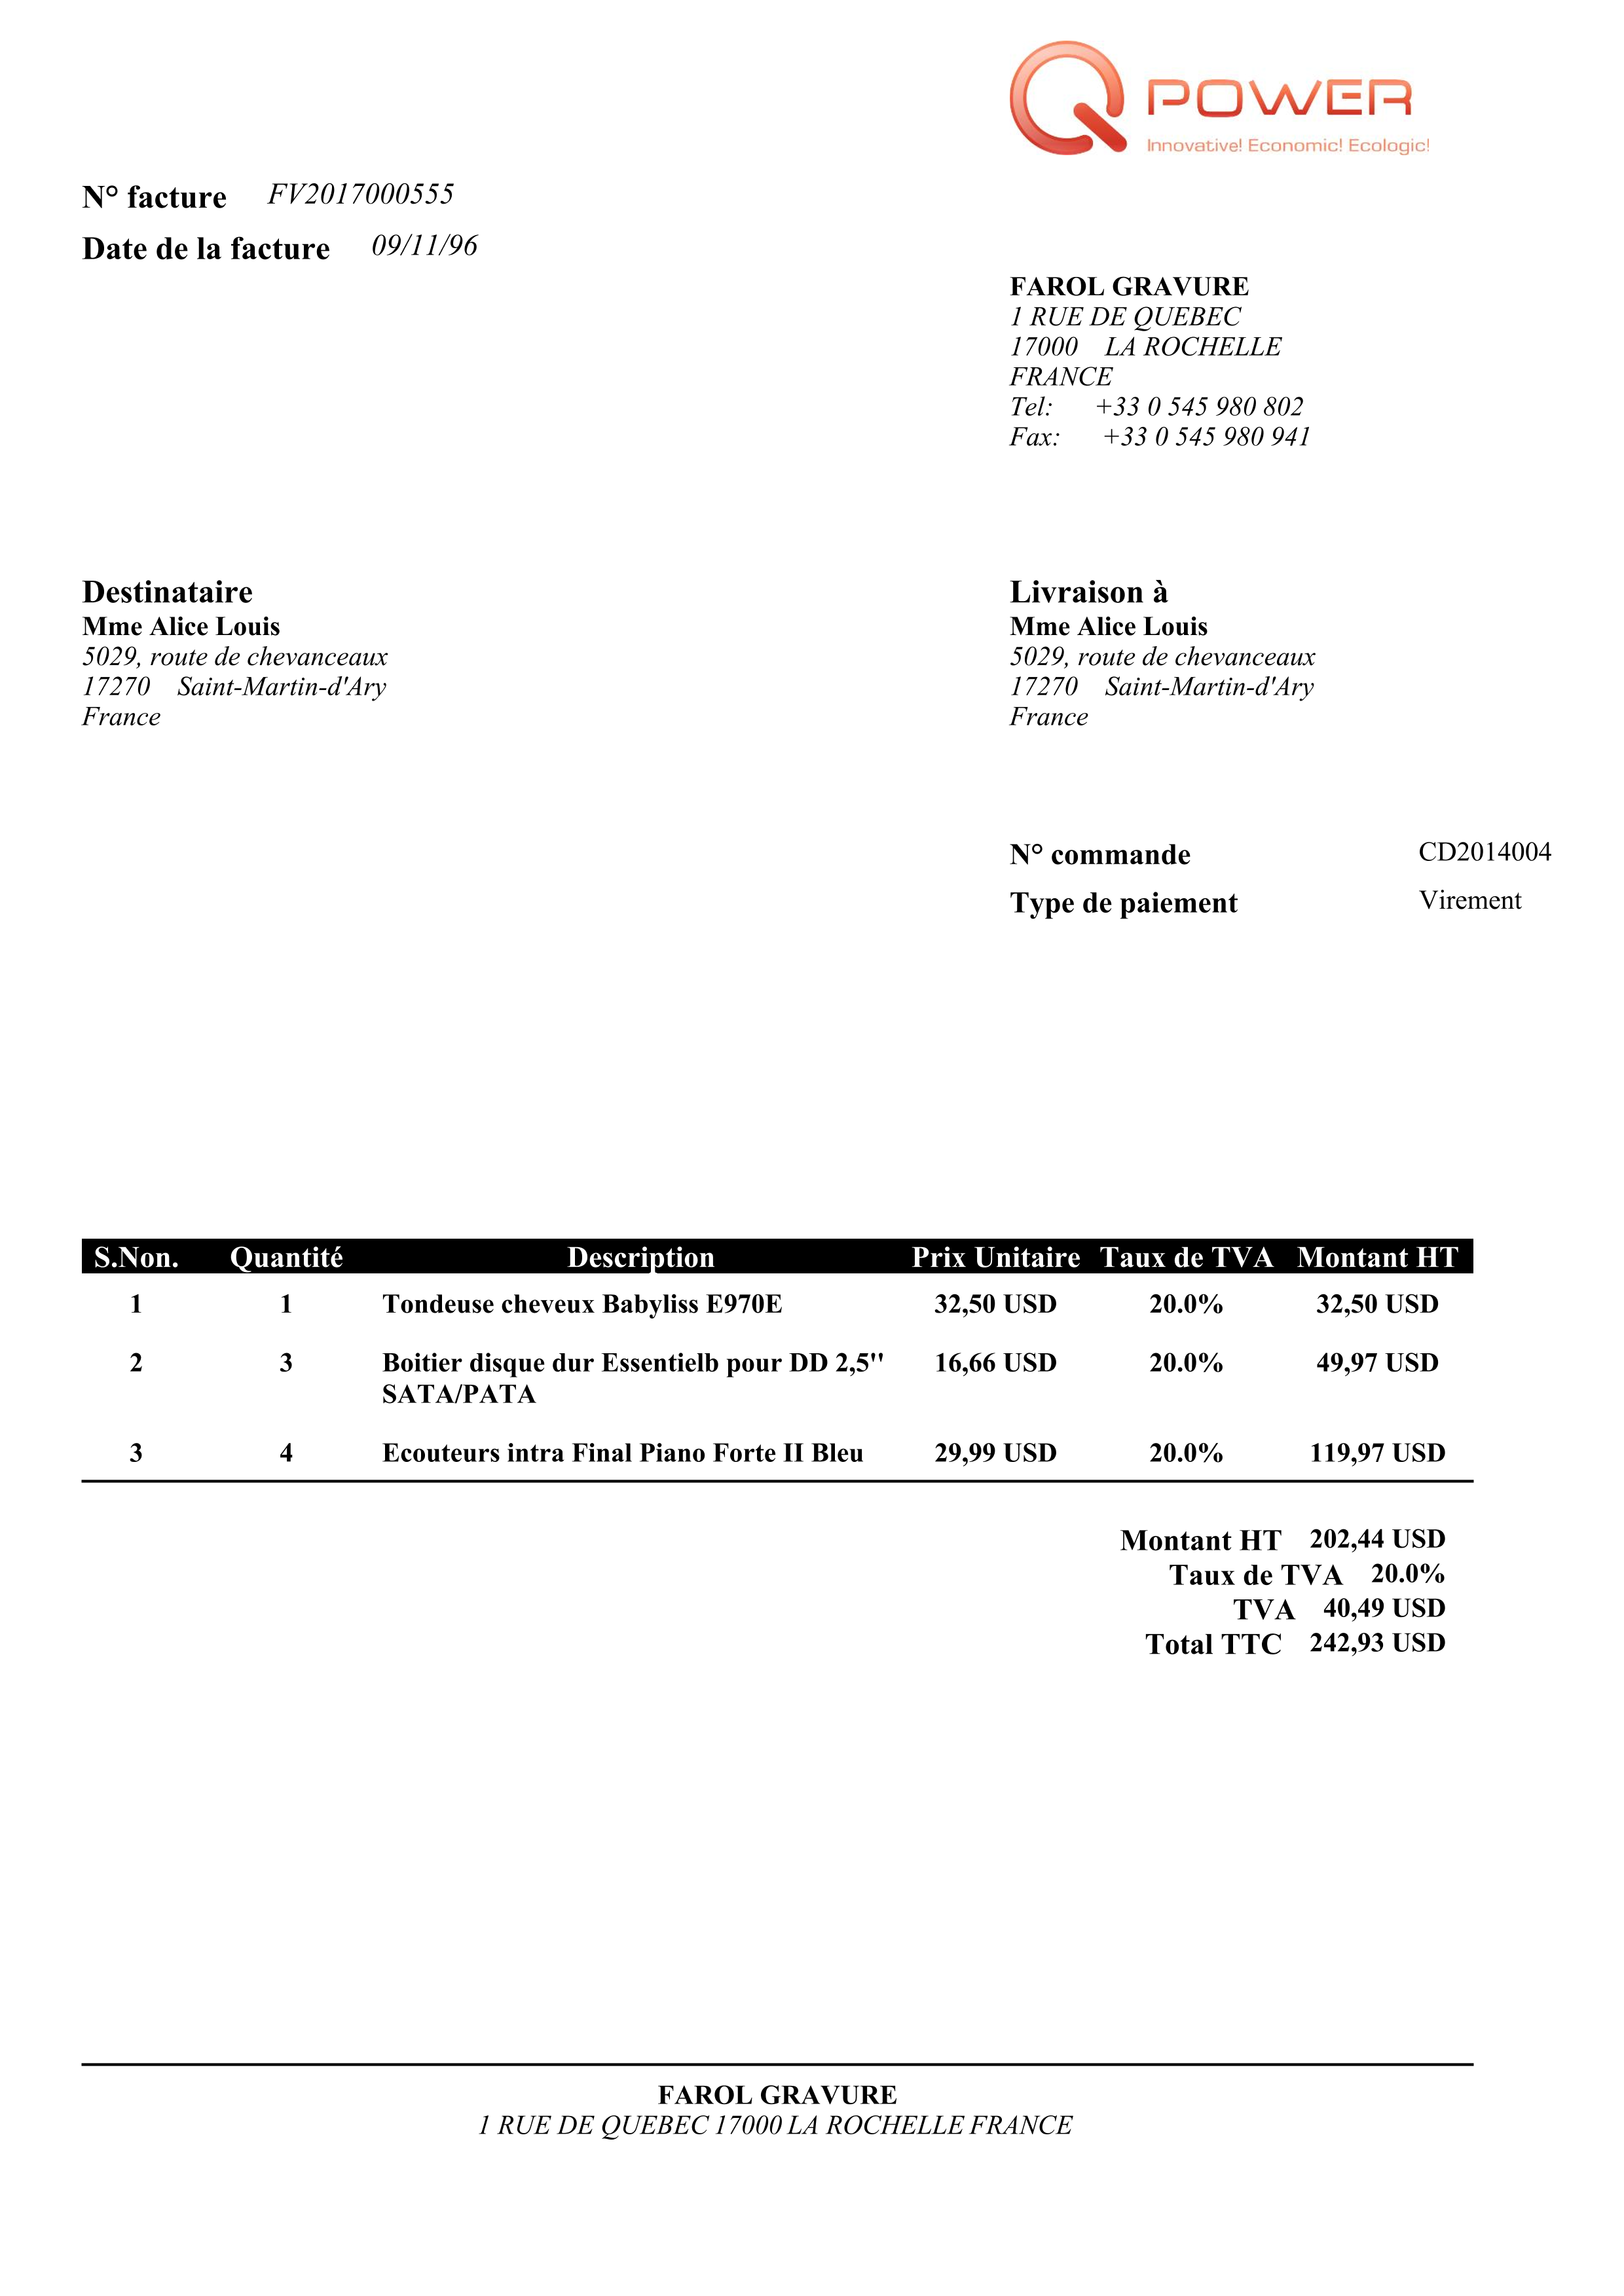 POWER
Innovative! Economic! Ecologic!
N° facture FV2017000555
Date de la facture 09/11/96
FAROL GRAVURE
1 RUE DE QUEBEC
17000 LA ROCHELLE
FRANCE
Tel: +33 0 545 980 802
Fax: +33 0 545 980 941
Destinataire
Mme Alice Louis
5029, route de chevanceaux
17270 Saint-Martin-d'Ary
France
Livraison à
Mme Alice Louis
5029, route de chevanceaux
17270 Saint-Martin-d'Ary
France
N° commande CD2014004
Type de paiement Virement
S.Non. Quantité Description Prix Unitaire Taux de TVA Montant HT
1 1 Tondeuse cheveux Babyliss E970E 32,50 USD 20.0% 32,50 USD
2 3 Boitier disque dur Essentielb pour DD 2,5'' 16,66 USD 20.0% 49,97 USD
SATA/PATA
3 4 Ecouteurs intra Final Piano Forte II Bleu 29,99 USD 20.0% 119,97 USD
Montant HT 202,44 USD
Taux de TVA 20.0%
TVA 40,49 USD
Total TTC 242,93 USD
FAROL GRAVURE
1 RUE DE QUEBEC 17000 LA ROCHELLE FRANCE